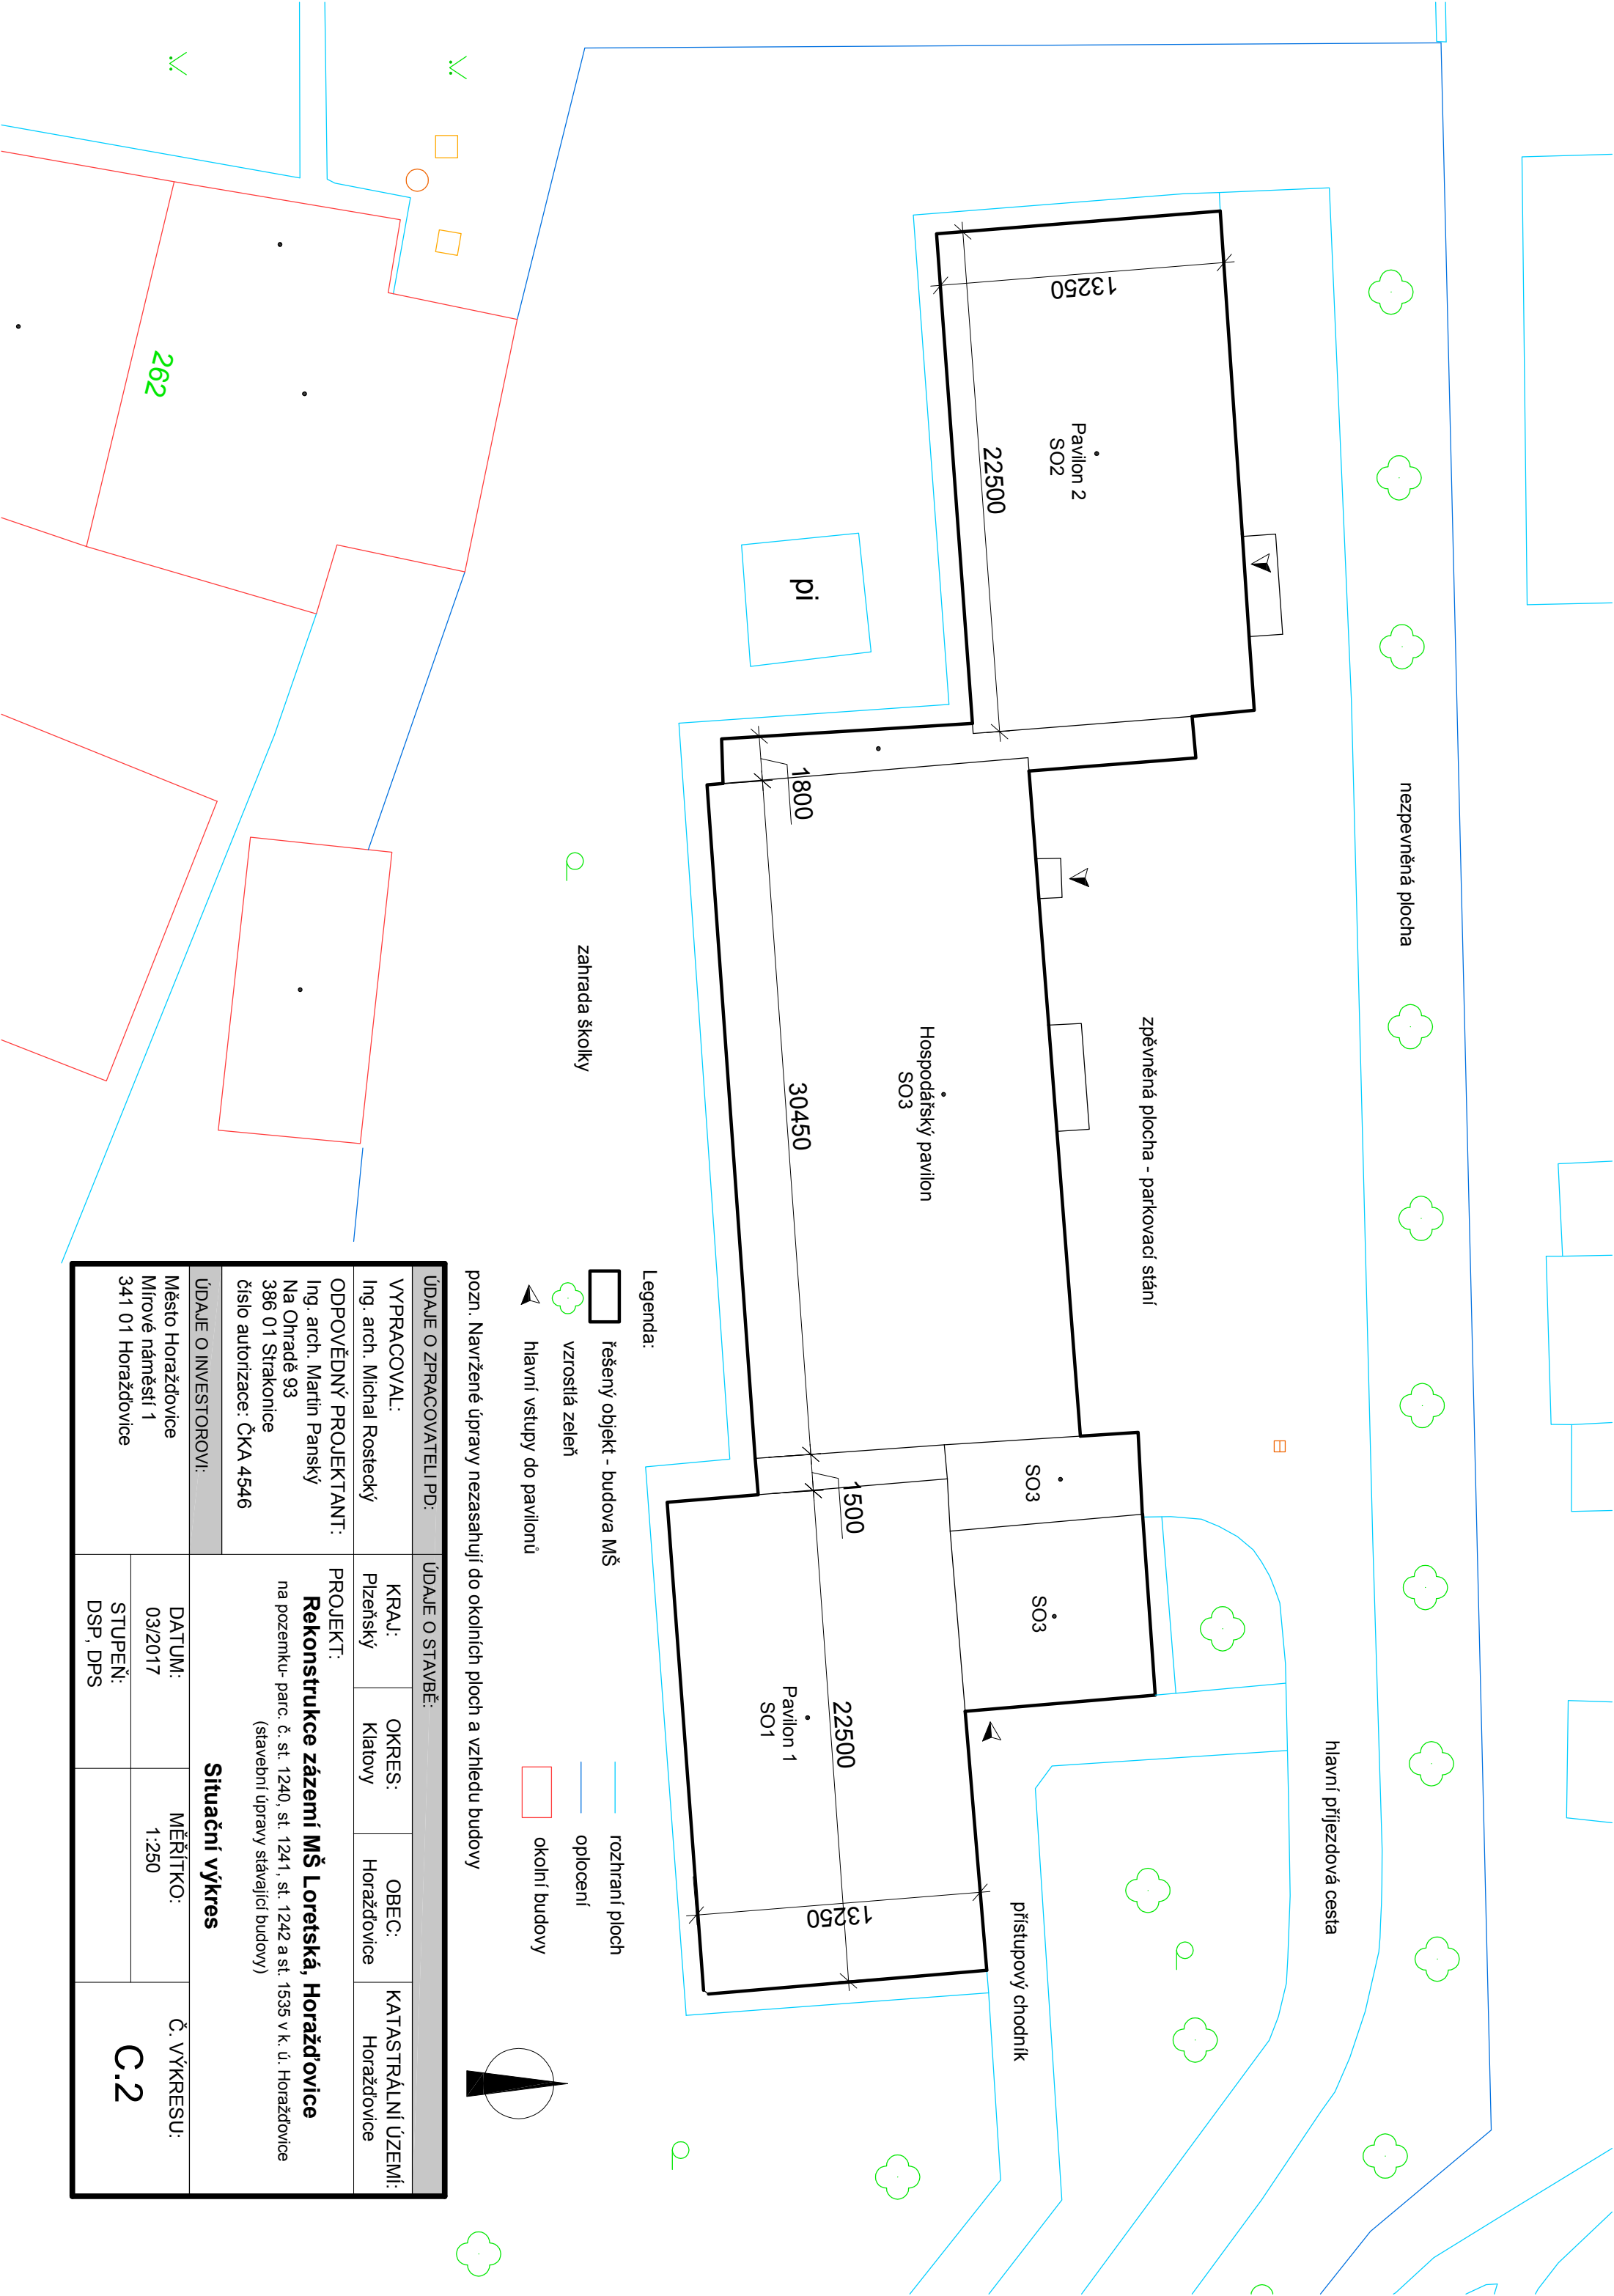 nezpevněná plocha
hlavní příjezdová cesta
zpěvněná plocha - parkovací stání
přístupový chodník
13250
Pavilon 2
SO2
22500
pi
1800
Hospodářský pavilon
SO3
30450
SO3
SO3
1500
Pavilon 1
SO1
22500
13250
zahrada školky
262
Legenda:
řešený objekt - budova MŠ
vzrostlá zeleň
hlavní vstupy do pavilonů
rozhraní ploch
oplocení
okolní budovy
pozn. Navržené úpravy nezasahují do okolních ploch a vzhledu budovy
ÚDAJE O ZPRACOVATELI PD:
VYPRACOVAL:
Ing. arch. Michal Rostecký
ODPOVĚDNÝ PROJEKTANT:
Ing. arch. Martin Panský
Na Ohradě 93
386 01 Strakonice
číslo autorizace: ČKA 4546
ÚDAJE O INVESTOROVI:
Město Horažďovice
Mírové náměstí 1
341 01 Horažďovice
ÚDAJE O STAVBĚ:
KRAJ:
Plzeňský
OKRES:
Klatovy
OBEC:
Horažďovice
KATASTRÁLNÍ ÚZEMÍ:
Horažďovice
PROJEKT:
Rekonstrukce zázemí MŠ Loretská, Horažďovice
na pozemku- parc. č. st. 1240, st. 1241, st. 1242 a st. 1535 v k. ú. Horažďovice
(stavební úpravy stávající budovy)
Situační výkres
DATUM:
03/2017
MĚŘÍTKO:
1:250
STUPEŇ:
DSP, DPS
Č. VÝKRESU:
C.2